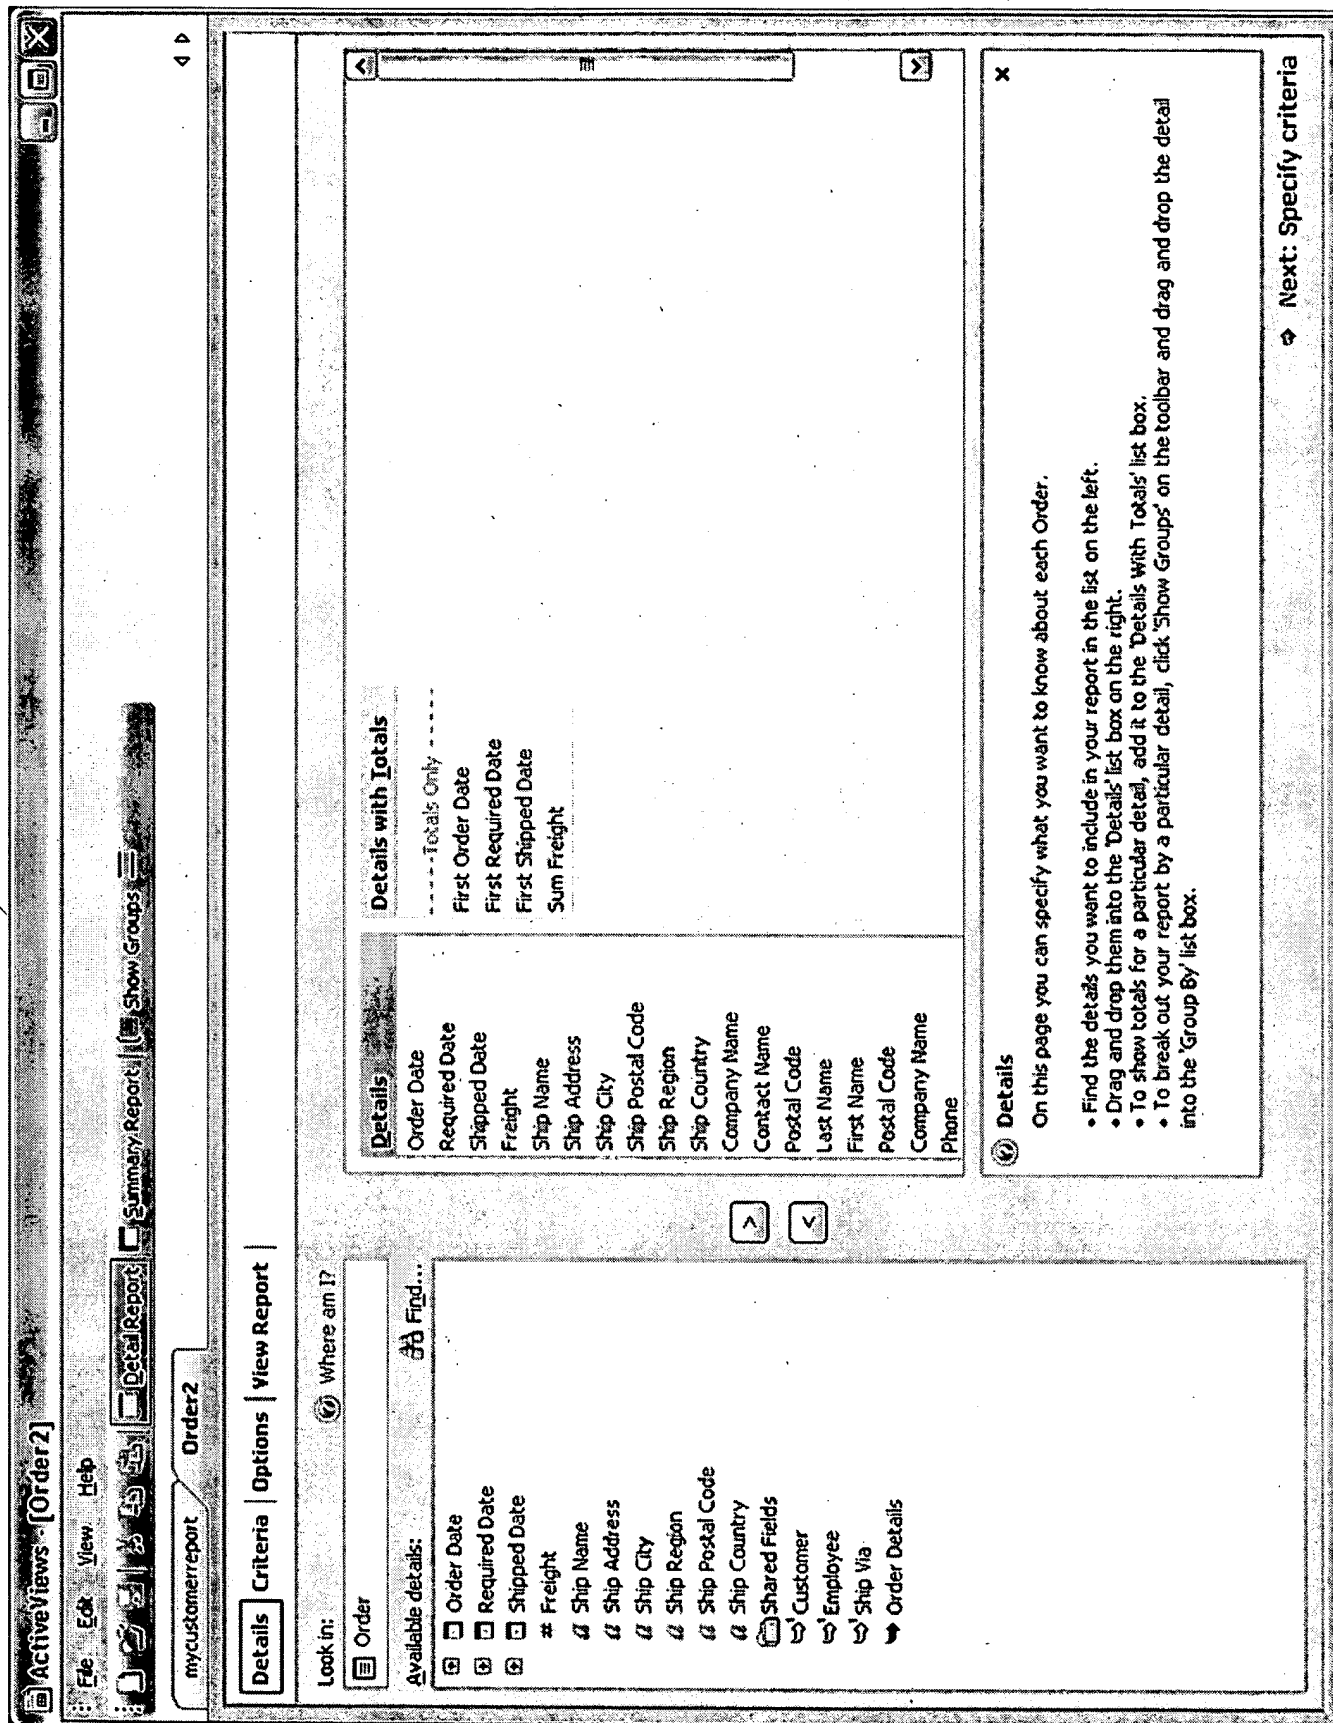 ActiveViews - [Order2]
File Edit View Help
Detail Report Summary Report Show Groups
mycustomerreport Order2
Details Criteria Options View Report
Look in: Where am I?
Order
Available details: Find...
Order Date
Required Date
Shipped Date
# Freight
a Ship Name
a Ship Address
a Ship City
a Ship Region
a Ship Postal Code
a Ship Country
Shared Fields
Customer
Employee
Ship Via
Order Details
>
<
Details
Order Date
Required Date
Shipped Date
Freight
Ship Name
Ship Address
Ship City
Ship Postal Code
Ship Region
Ship Country
Company Name
Contact Name
Postal Code
Last Name
First Name
Postal Code
Company Name
Phone
Details with Totals
----Totals Only -----
First Order Date
First Required Date
First Shipped Date
Sum Freight
Details
On this page you can specify what you want to know about each Order.
• Find the details you want to include in your report in the list on the left.
• Drag and drop them into the 'Details' list box on the right.
• To show totals for a particular detail, add it to the 'Details With Totals' list box.
• To break out your report by a particular detail, click 'Show Groups' on the toolbar and drag and drop the detail
into the 'Group By' list box.
Next: Specify criteria